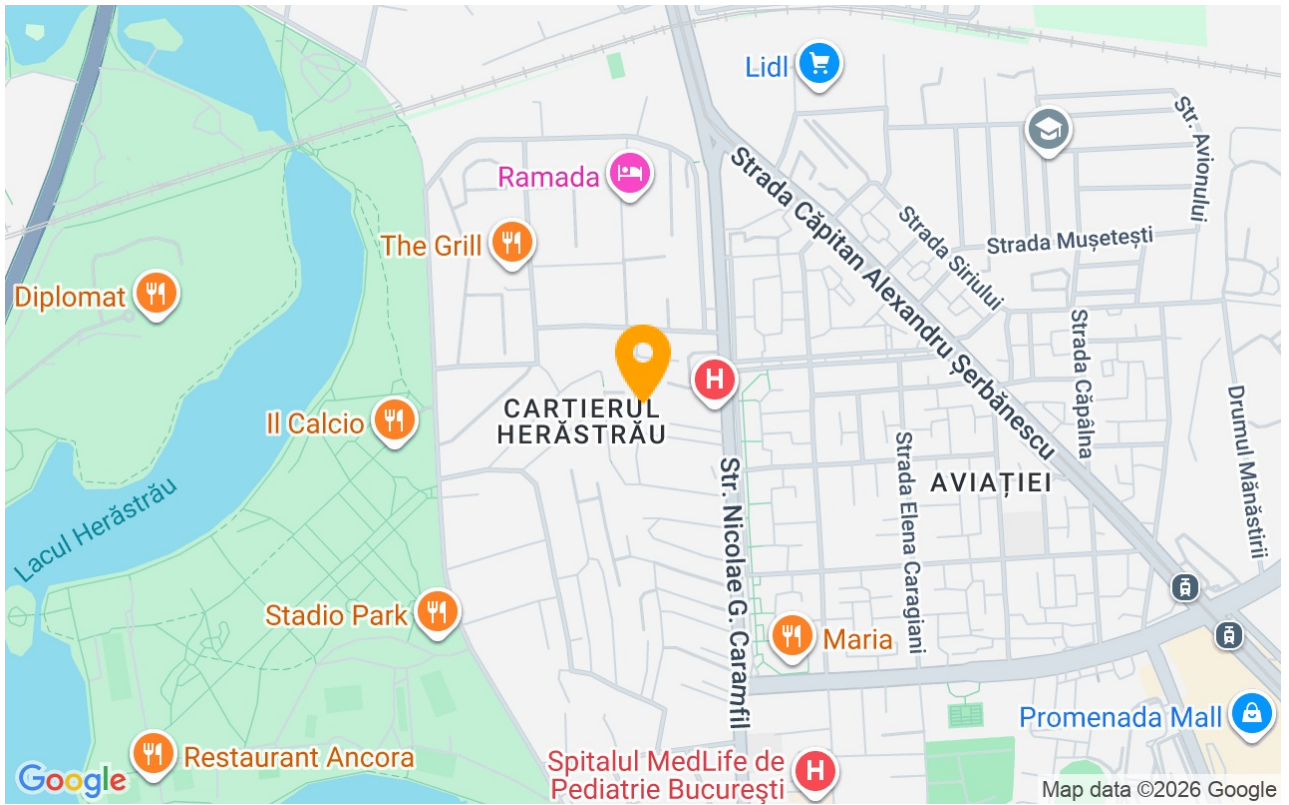 Lidl
Str. Avionului
Strada Căpitan Alexandru Șerbănescu
Ramada
Strada Siriului
The Grill
Strada Mușetești
Diplomat
Strada Căpâlna
H
CARTIERUL
HERĂSTRĂU
Il Calcio
Drumul Mănăstirii
Strada Elena Caragiani
AVIAȚIEI
Str. Nicolae G. Caramfil
Lacul Herăstrău
Stadio Park
Maria
Promenada Mall
Restaurant Ancora
Spitalul MedLife de
Pediatrie București
H
Google
Map data ©2026 Google